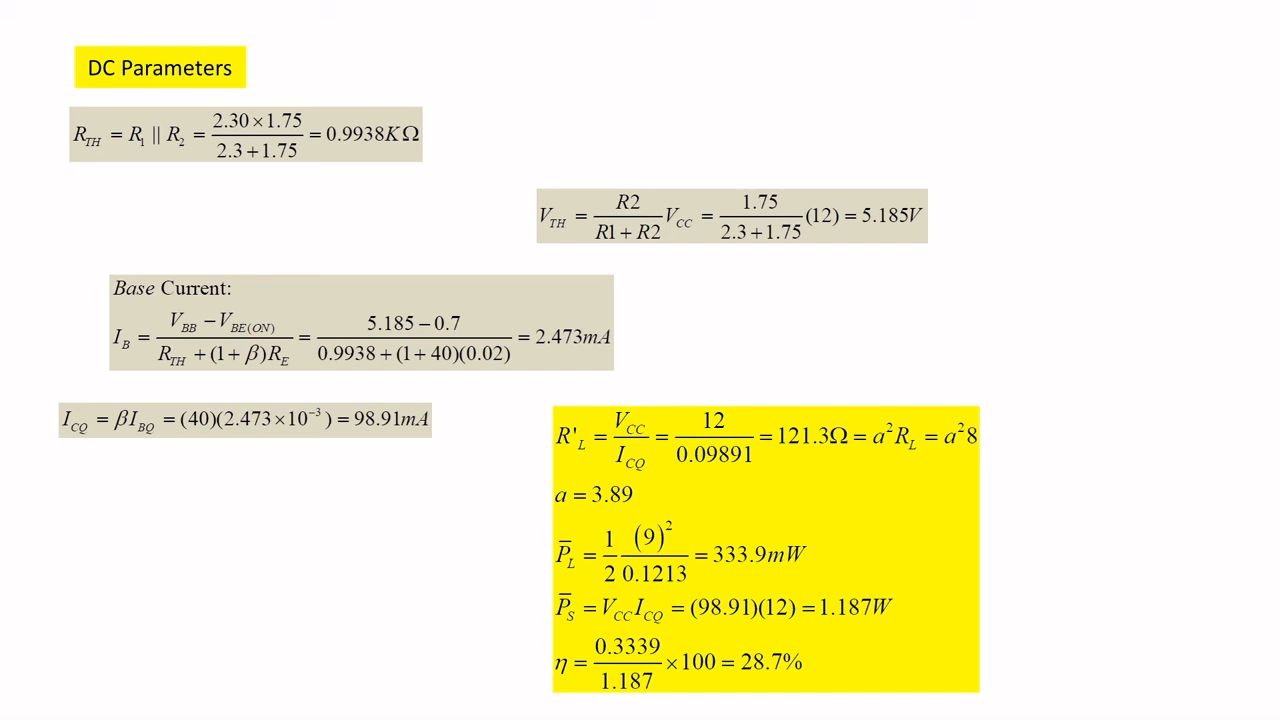 DC Parameters
R_TH = R_1 || R_2 = (2.30 × 1.75)/(2.3 + 1.75) = 0.9938KΩ
V_TH = R2/(R1 + R2) V_CC = 1.75/(2.3 + 1.75) (12) = 5.185V
Base Current:
I_B = (V_BB − V_BE(ON))/(R_TH + (1 + β)R_E) = (5.185 − 0.7)/(0.9938 + (1 + 40)(0.02)) = 2.473mA
I_CQ = βI_BQ = (40)(2.473 × 10^−3) = 98.91mA
R'_L = V_CC/I_CQ = 12/0.09891 = 121.3Ω = a^2 R_L = a^2 8
a = 3.89
P̅_L = 1/2 (9)^2/0.1213 = 333.9mW
P̅_S = V_CC I_CQ = (98.91)(12) = 1.187W
η = 0.3339/1.187 × 100 = 28.7%